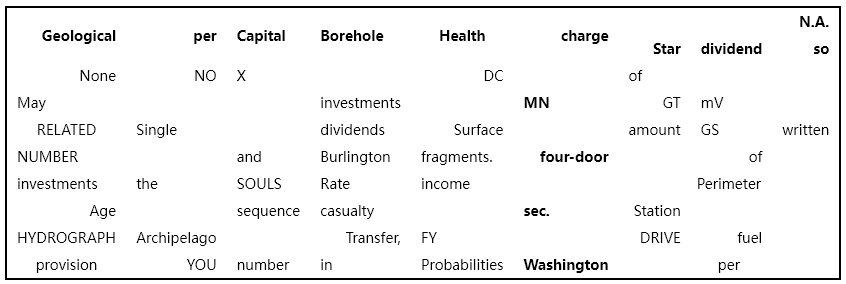 Geological per Capital Borehole Health charge Star dividend N.A. so
None NO X DC of
May investments MN GT mV
RELATED Single dividends Surface amount GS written
NUMBER and Burlington fragments. four-door of
investments the SOULS Rate income Perimeter
Age sequence casualty sec. Station
HYDROGRAPH Archipelago Transfer, FY DRIVE fuel
provision YOU number in Probabilities Washington per